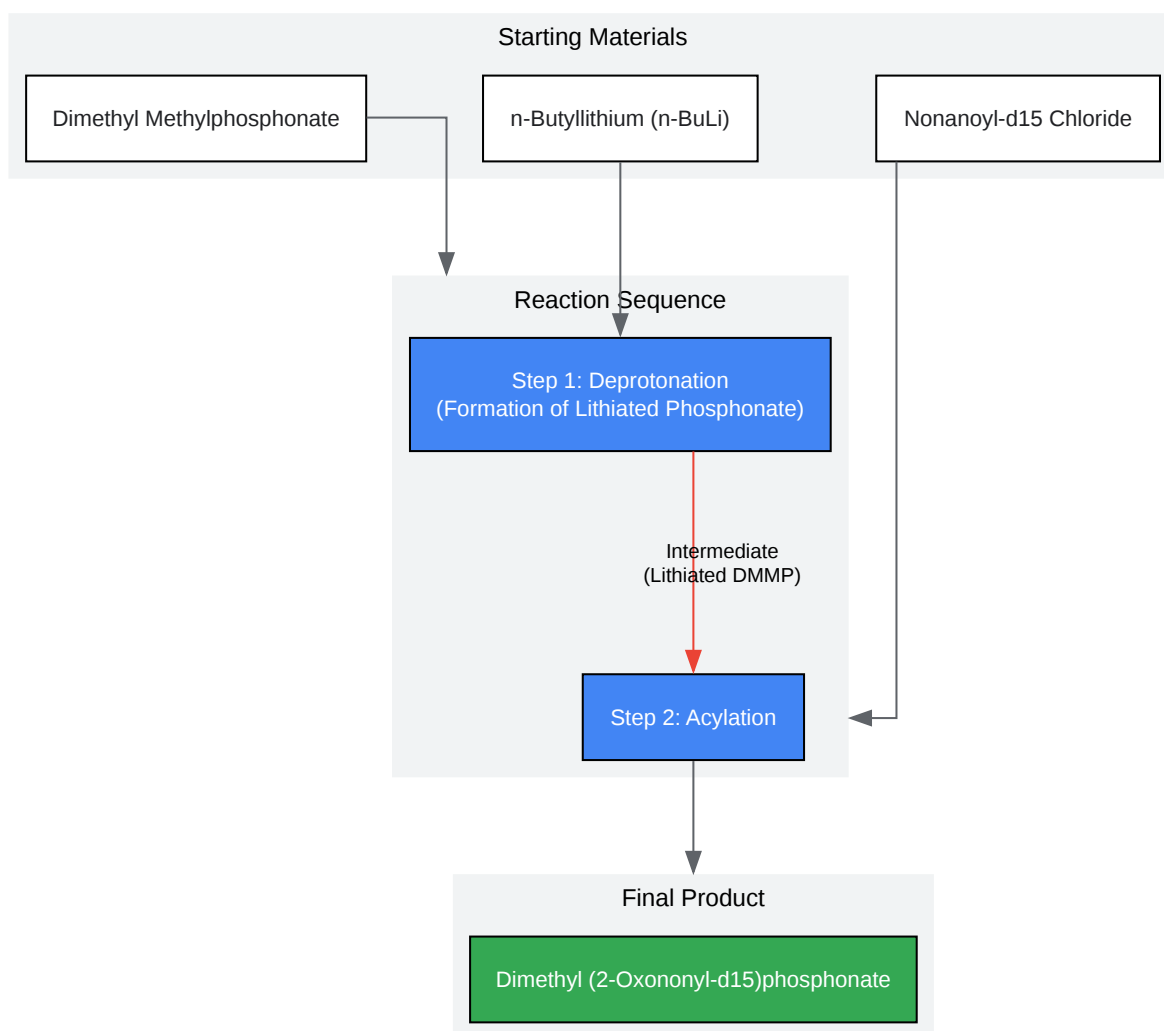 Starting Materials
Dimethyl Methylphosphonate
n-Butyllithium (n-BuLi)
Nonanoyl-d15 Chloride
Reaction Sequence
Step 1: Deprotonation
(Formation of Lithiated Phosphonate)
Intermediate
(Lithiated DMMP)
Step 2: Acylation
Final Product
Dimethyl (2-Oxononyl-d15)phosphonate